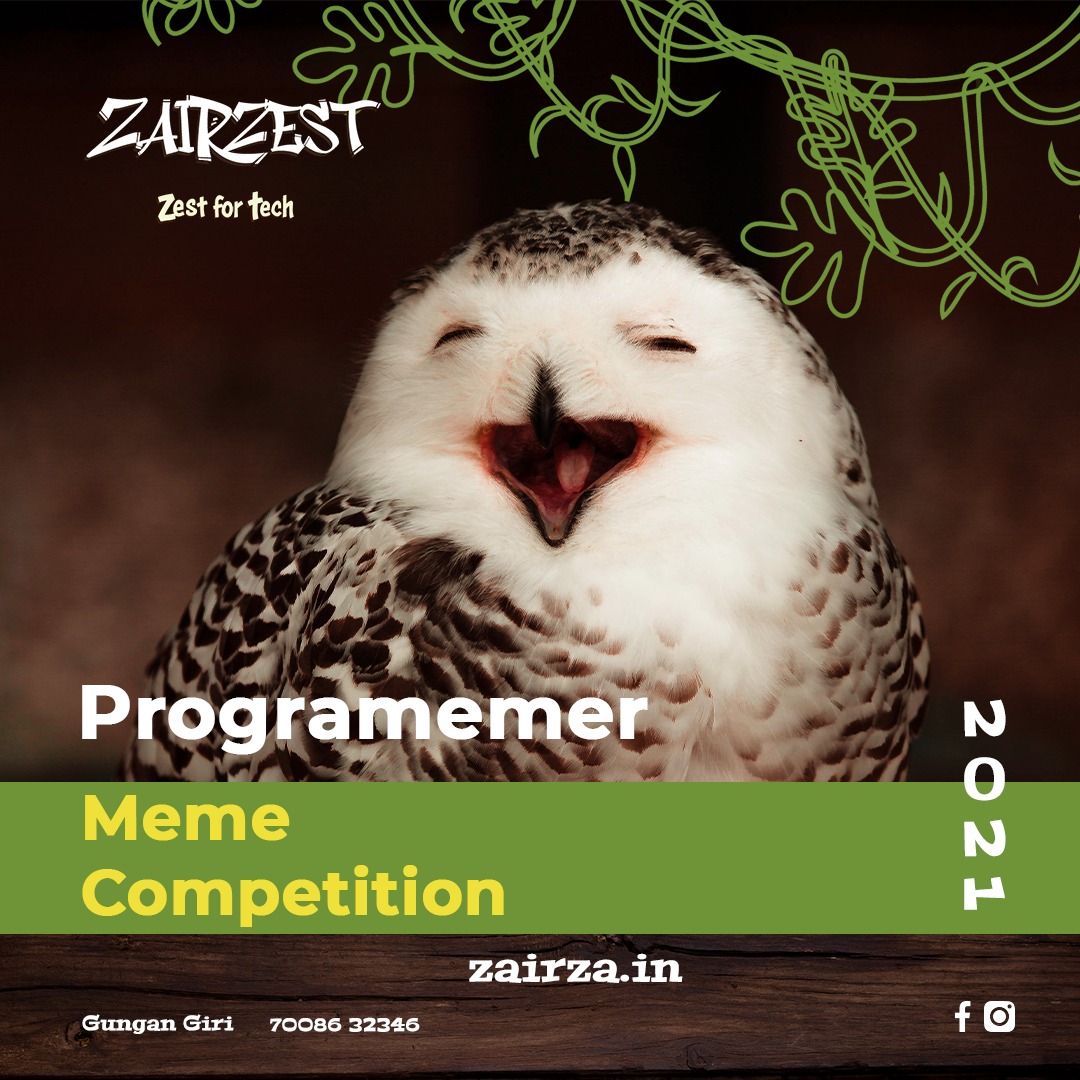 ZAIRZEST
Zest for Tech
Programemer
Meme
Competition
2021
zairza.in
Gungan Giri 70086 32346